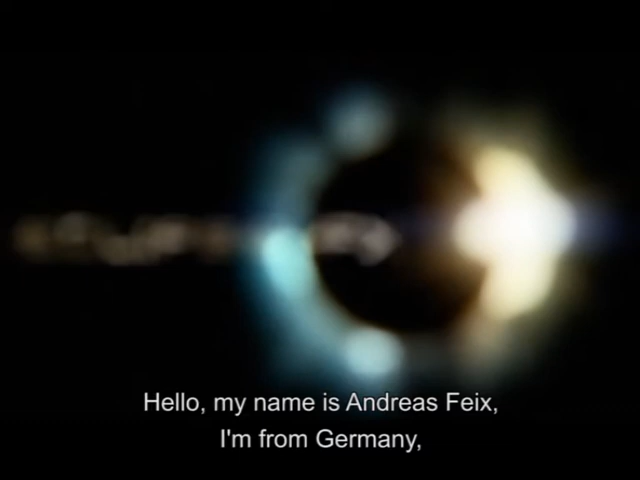 Hello, my name is Andreas Feix,
I'm from Germany,